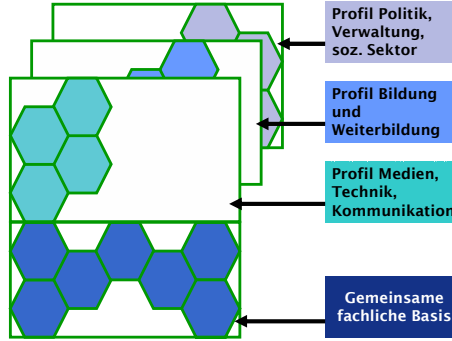 Profil Politik,
Verwaltung,
soz. Sektor
Profil Bildung
und
Weiterbildung
Profil Medien,
Technik,
Kommunikation
Gemeinsame
fachliche Basis